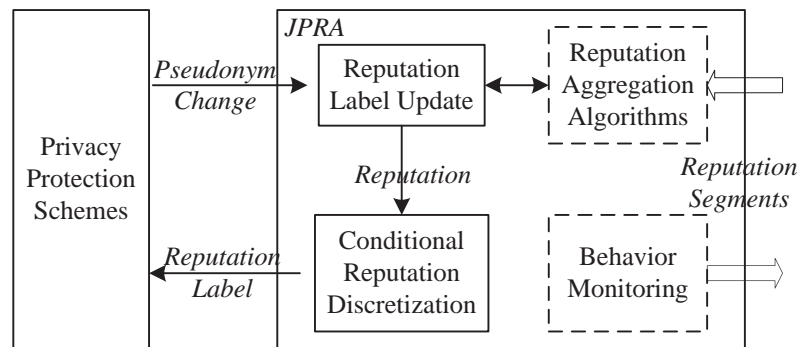 JPRA
Privacy
Protection
Schemes
Pseudonym
Change
Reputation
Label Update
Reputation
Aggregation
Algorithms
Reputation
Reputation
Segments
Reputation
Label
Conditional
Reputation
Discretization
Behavior
Monitoring